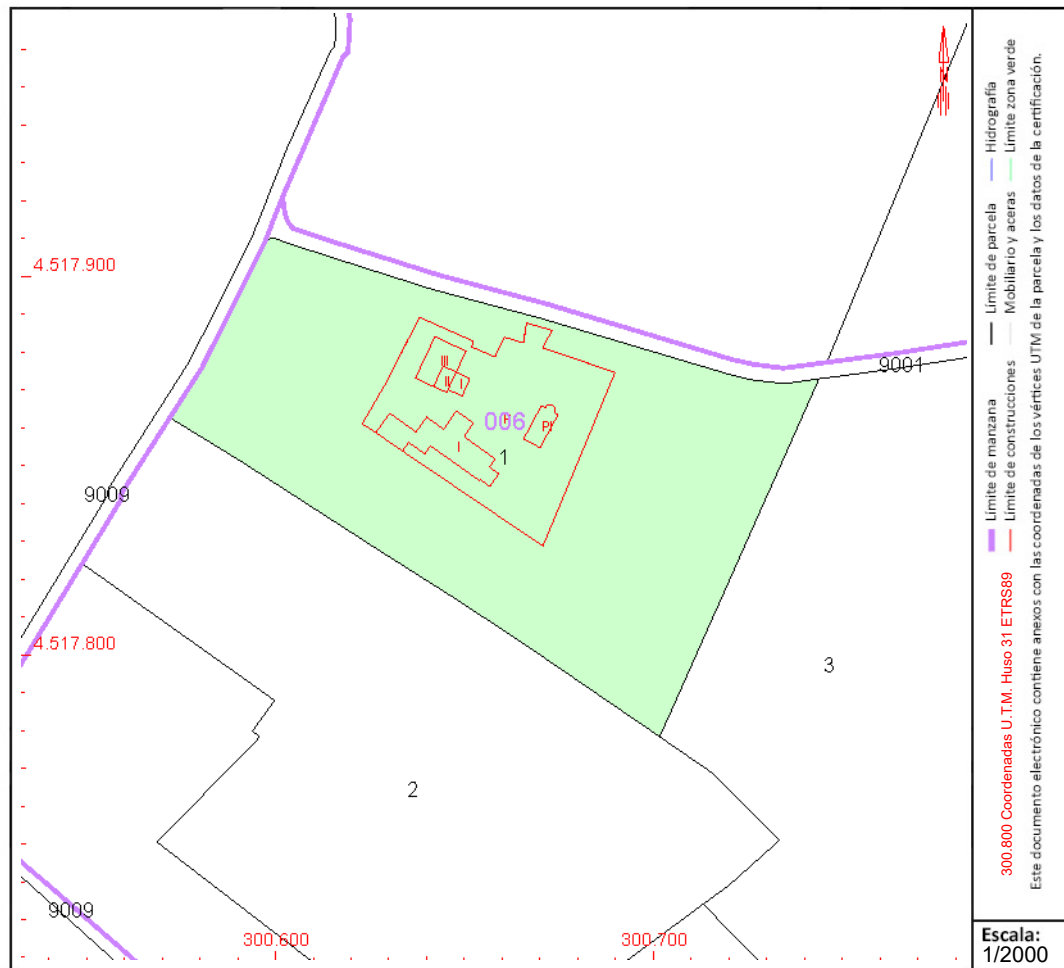 4.517.900
9001
III
II
I
006
P
PI
I
1
9009
4.517.800
3
2
9009
300.600
300.700
Límite de manzana
Límite de parcela
Hidrografía
Límite de construcciones
Mobiliario y aceras
Límite zona verde
300.800 Coordenadas U.T.M. Huso 31 ETRS89
Este documento electrónico contiene anexos con las coordenadas de los vértices UTM de la parcela y los datos de la certificación.
Escala:
1/2000